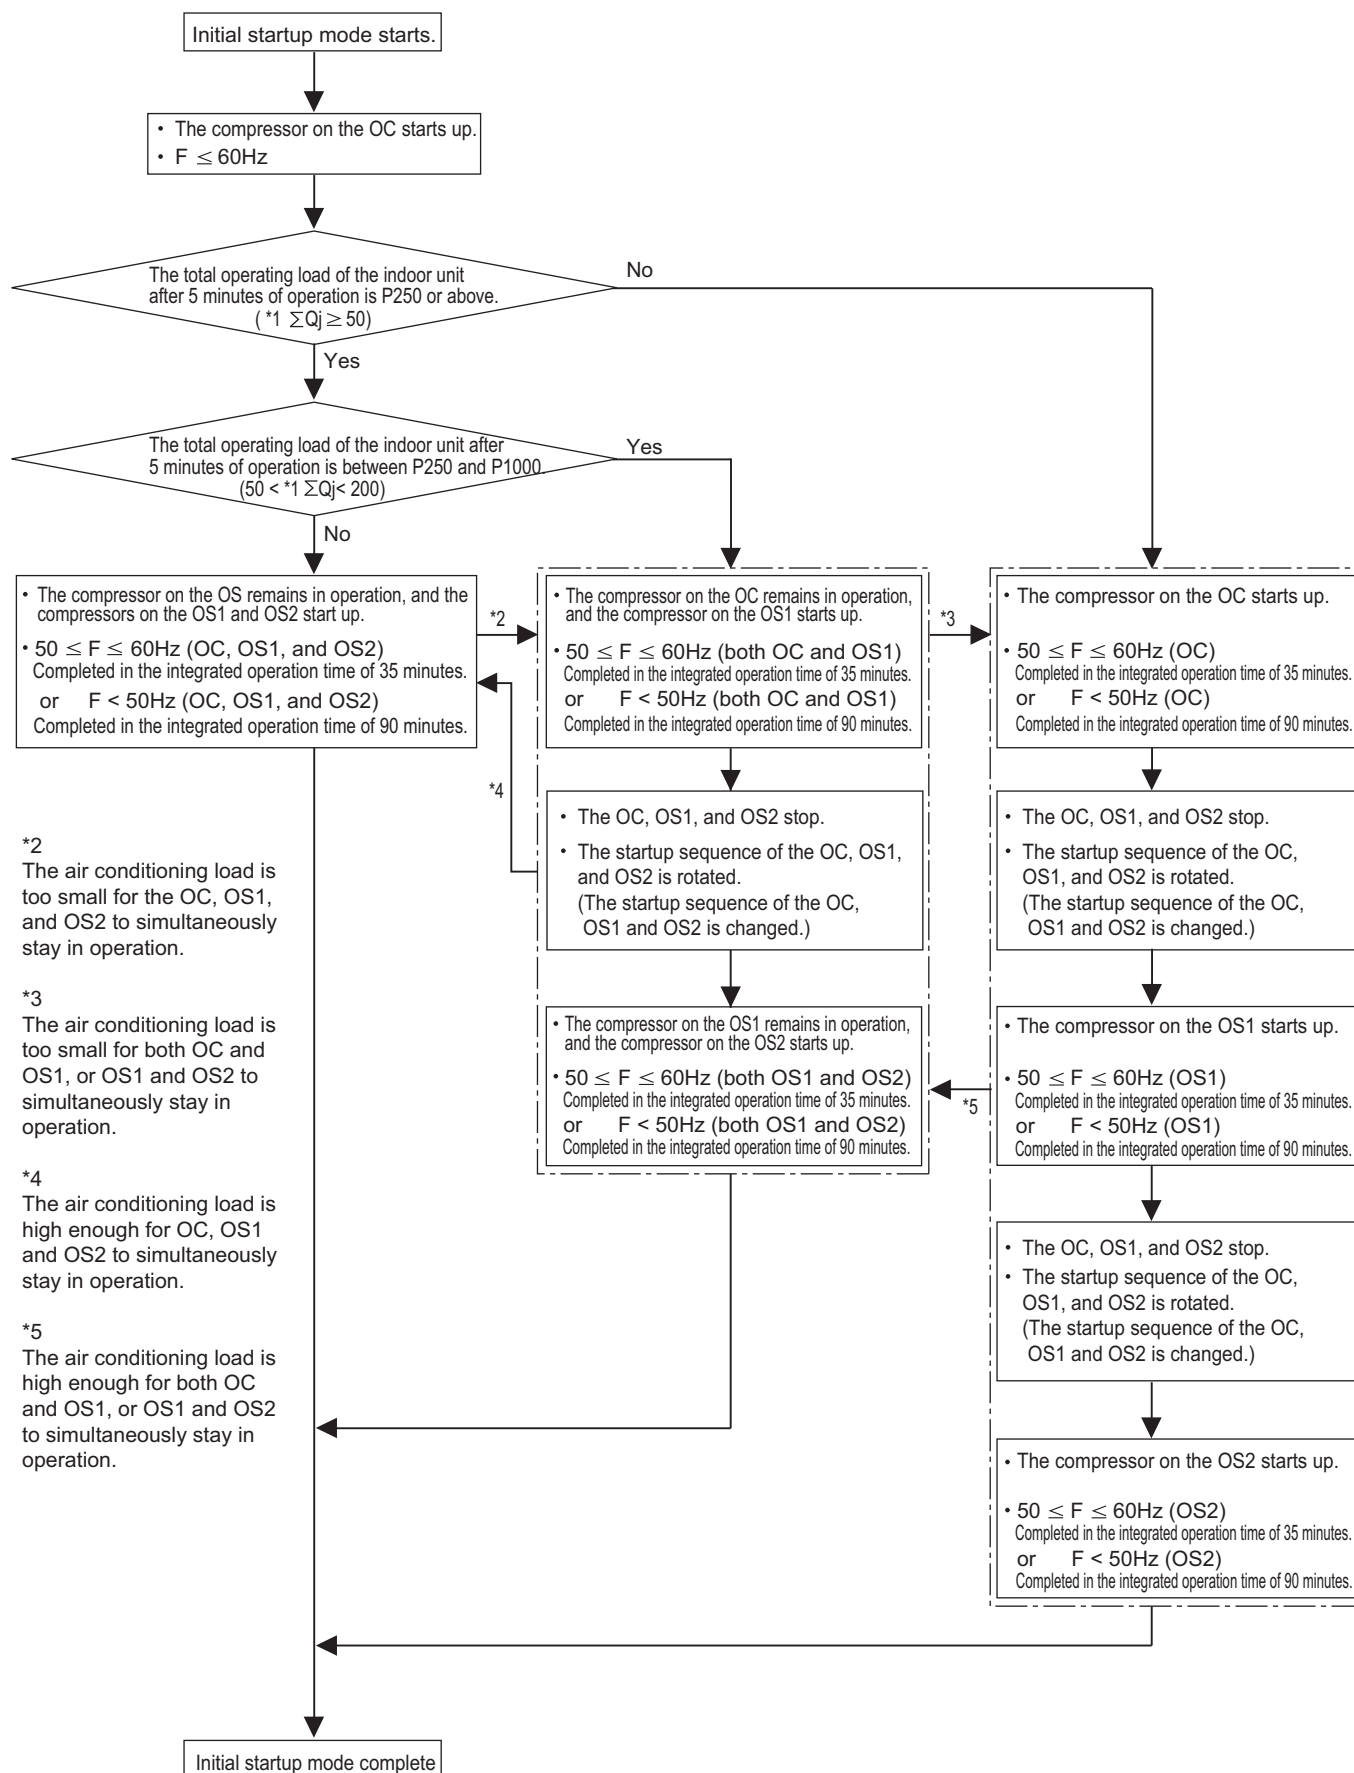 Initial startup mode starts.
• The compressor on the OC starts up.
• F ≤ 60Hz
The total operating load of the indoor unit
after 5 minutes of operation is P250 or above.
( *1 ∑Qj ≥ 50)
No
Yes
The total operating load of the indoor unit after
5 minutes of operation is between P250 and P1000.
(50 < *1 ∑Qj< 200)
Yes
No
• The compressor on the OS remains in operation, and the
compressors on the OS1 and OS2 start up.
• 50 ≤ F ≤ 60Hz (OC, OS1, and OS2)
Completed in the integrated operation time of 35 minutes.
or F < 50Hz (OC, OS1, and OS2)
Completed in the integrated operation time of 90 minutes.
*2
• The compressor on the OC remains in operation,
and the compressor on the OS1 starts up.
• 50 ≤ F ≤ 60Hz (both OC and OS1)
Completed in the integrated operation time of 35 minutes.
or F < 50Hz (both OC and OS1)
Completed in the integrated operation time of 90 minutes.
*3
• The compressor on the OC starts up.
• 50 ≤ F ≤ 60Hz (OC)
Completed in the integrated operation time of 35 minutes.
or F < 50Hz (OC)
Completed in the integrated operation time of 90 minutes.
*4
• The OC, OS1, and OS2 stop.
• The startup sequence of the OC, OS1,
and OS2 is rotated.
(The startup sequence of the OC,
OS1 and OS2 is changed.)
• The OC, OS1, and OS2 stop.
• The startup sequence of the OC,
OS1, and OS2 is rotated.
(The startup sequence of the OC,
OS1 and OS2 is changed.)
• The compressor on the OS1 remains in operation,
and the compressor on the OS2 starts up.
• 50 ≤ F ≤ 60Hz (both OS1 and OS2)
Completed in the integrated operation time of 35 minutes.
or F < 50Hz (both OS1 and OS2)
Completed in the integrated operation time of 90 minutes.
*5
• The compressor on the OS1 starts up.
• 50 ≤ F ≤ 60Hz (OS1)
Completed in the integrated operation time of 35 minutes.
or F < 50Hz (OS1)
Completed in the integrated operation time of 90 minutes.
• The OC, OS1, and OS2 stop.
• The startup sequence of the OC,
OS1, and OS2 is rotated.
(The startup sequence of the OC,
OS1 and OS2 is changed.)
• The compressor on the OS2 starts up.
• 50 ≤ F ≤ 60Hz (OS2)
Completed in the integrated operation time of 35 minutes.
or F < 50Hz (OS2)
Completed in the integrated operation time of 90 minutes.
*2
The air conditioning load is
too small for the OC, OS1,
and OS2 to simultaneously
stay in operation.
*3
The air conditioning load is
too small for both OC and
OS1, or OS1 and OS2 to
simultaneously stay in
operation.
*4
The air conditioning load is
high enough for OC, OS1
and OS2 to simultaneously
stay in operation.
*5
The air conditioning load is
high enough for both OC
and OS1, or OS1 and OS2
to simultaneously stay in
operation.
Initial startup mode complete